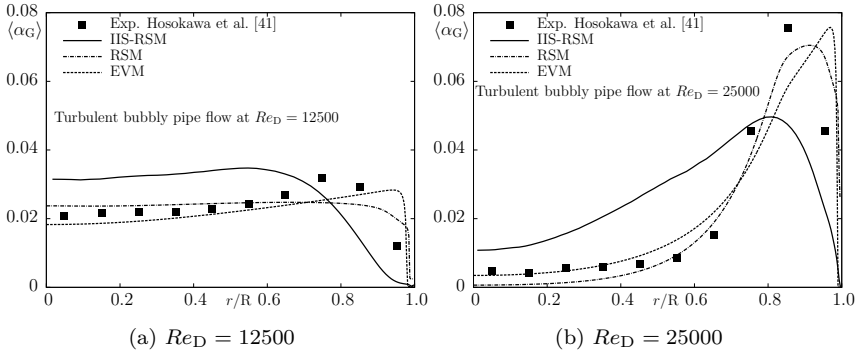 0.08
⟨αG⟩
0.06
0.04
0.02
0
Exp. Hosokawa et al. [41]
IIS-RSM
RSM
EVM
Turbulent bubbly pipe flow at ReD = 12500
0 0.2 0.4 r/R 0.6 0.8 1.0
(a) ReD = 12500
0.08
⟨αG⟩
0.06
0.04
0.02
0
Exp. Hosokawa et al. [41]
IIS-RSM
RSM
EVM
Turbulent bubbly pipe flow at ReD = 25000
0 0.2 0.4 r/R 0.6 0.8 1.0
(b) ReD = 25000